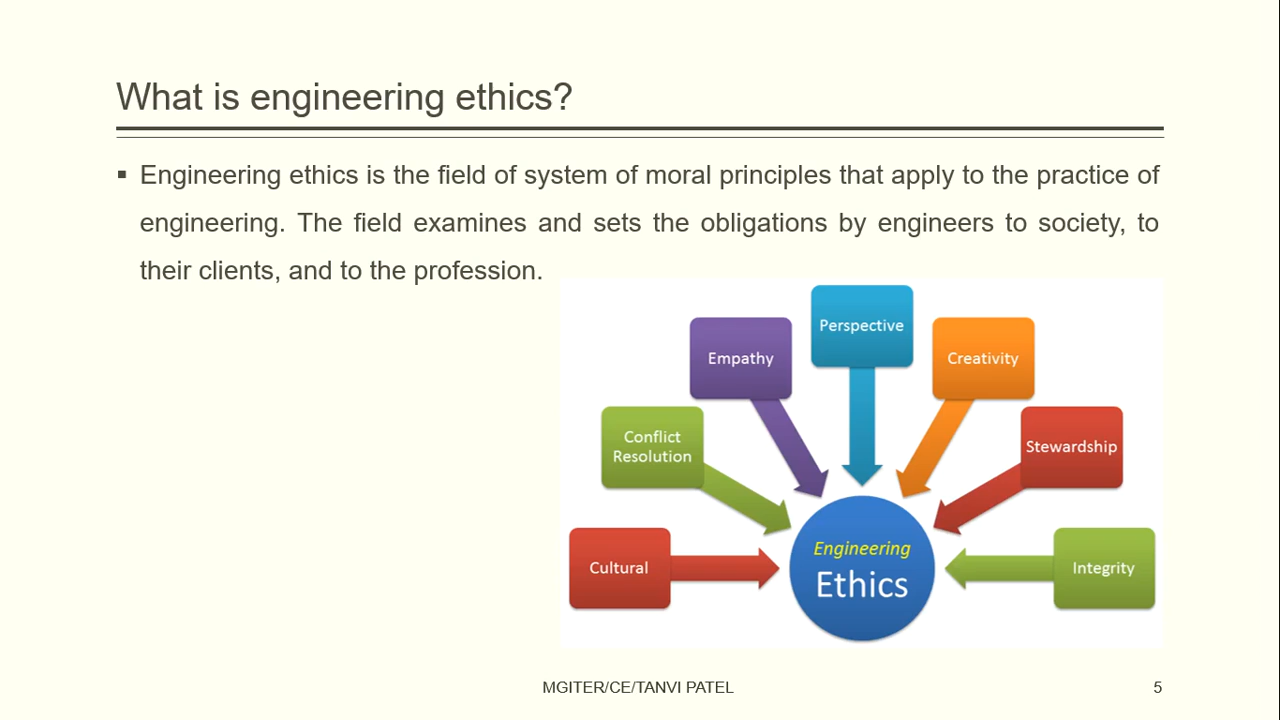 What is engineering ethics?
▪ Engineering ethics is the field of system of moral principles that apply to the practice of
engineering. The field examines and sets the obligations by engineers to society, to
their clients, and to the profession.
Perspective
Empathy
Creativity
Conflict
Resolution
Stewardship
Cultural
Engineering
Ethics
Integrity
MGITER/CE/TANVI PATEL
5